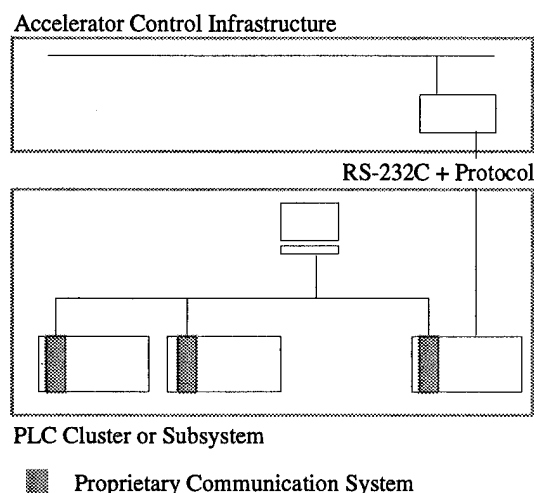 Accelerator Control Infrastructure
RS-232C + Protocol
PLC Cluster or Subsystem
Proprietary Communication System